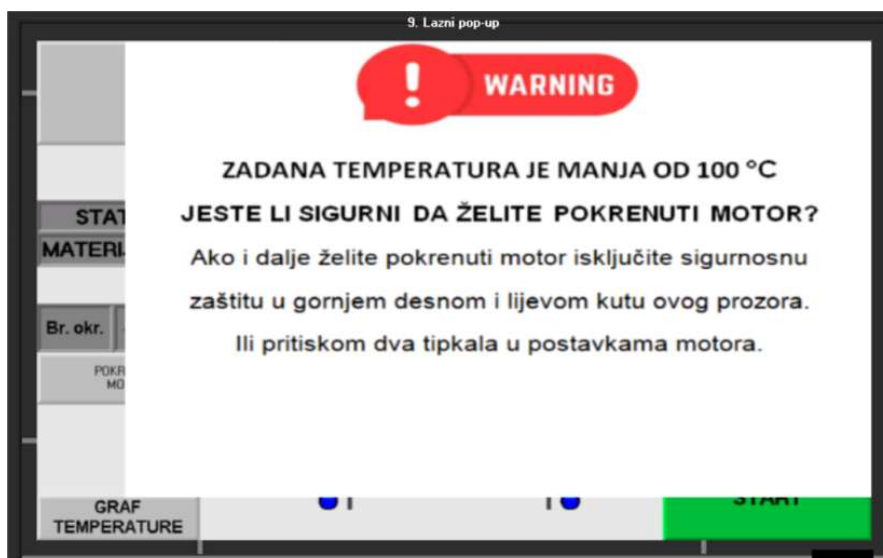 9. Lazni pop-up
WARNING
ZADANA TEMPERATURA JE MANJA OD 100 °C
JESTE LI SIGURNI DA ŽELITE POKRENUTI MOTOR?
Ako i dalje želite pokrenuti motor isključite sigurnosnu
zaštitu u gornjem desnom i lijevom kutu ovog prozora.
Ili pritiskom dva tipkala u postavkama motora.
Br. okr.
GRAF
TEMPERATURE
START